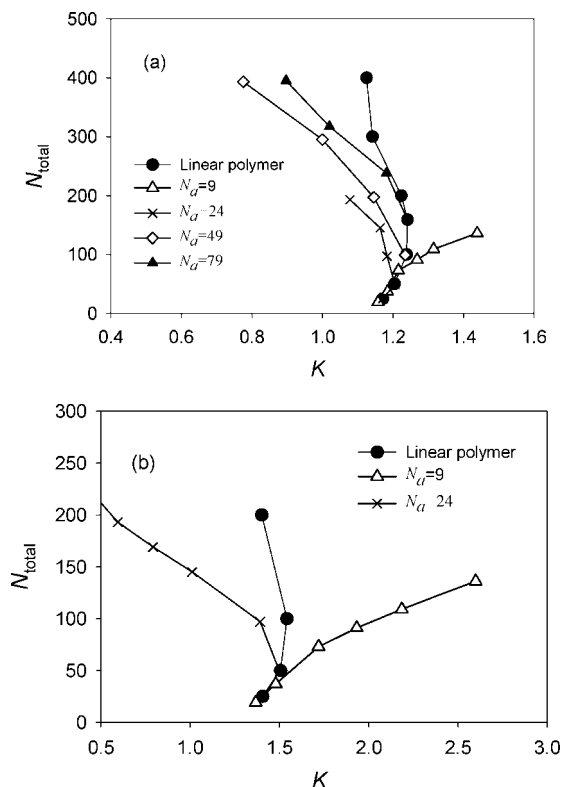 (a)
N_total
500
400
300
200
100
0
0.4 0.6 0.8 1.0 1.2 1.4 1.6
K
Linear polymer
N_a=9
N_a-24
N_a=49
N_a=79
(b)
N_total
300
250
200
150
100
50
0
0.5 1.0 1.5 2.0 2.5 3.0
K
Linear polymer
N_a=9
N_a 24